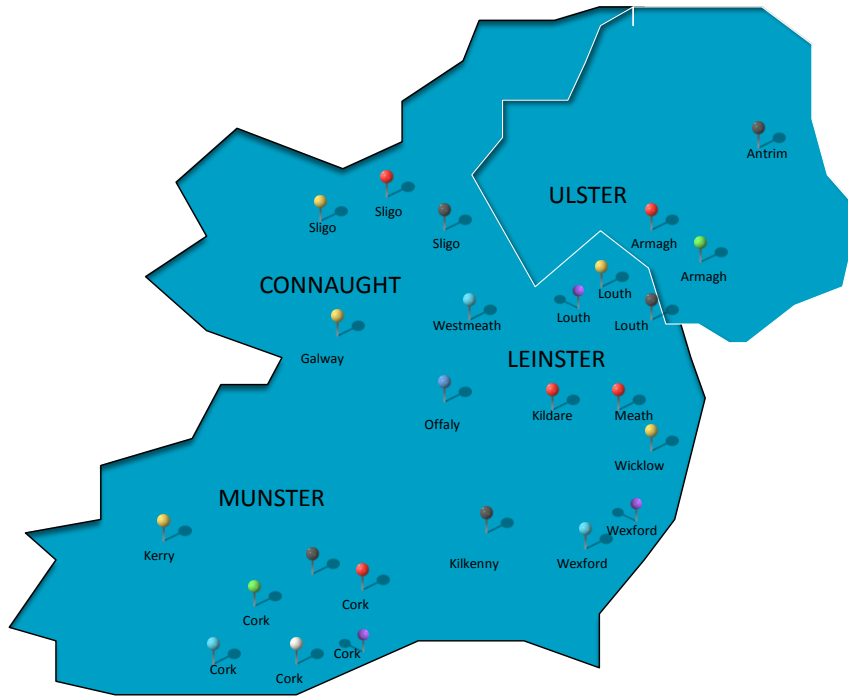 Antrim
ULSTER
Sligo
Sligo
Sligo
Armagh
Armagh
CONNAUGHT
Louth
Louth
Louth
Westmeath
Galway
LEINSTER
Offaly
Kildare
Meath
Wicklow
MUNSTER
Kerry
Kilkenny
Wexford
Wexford
Cork
Cork
Cork
Cork
Cork